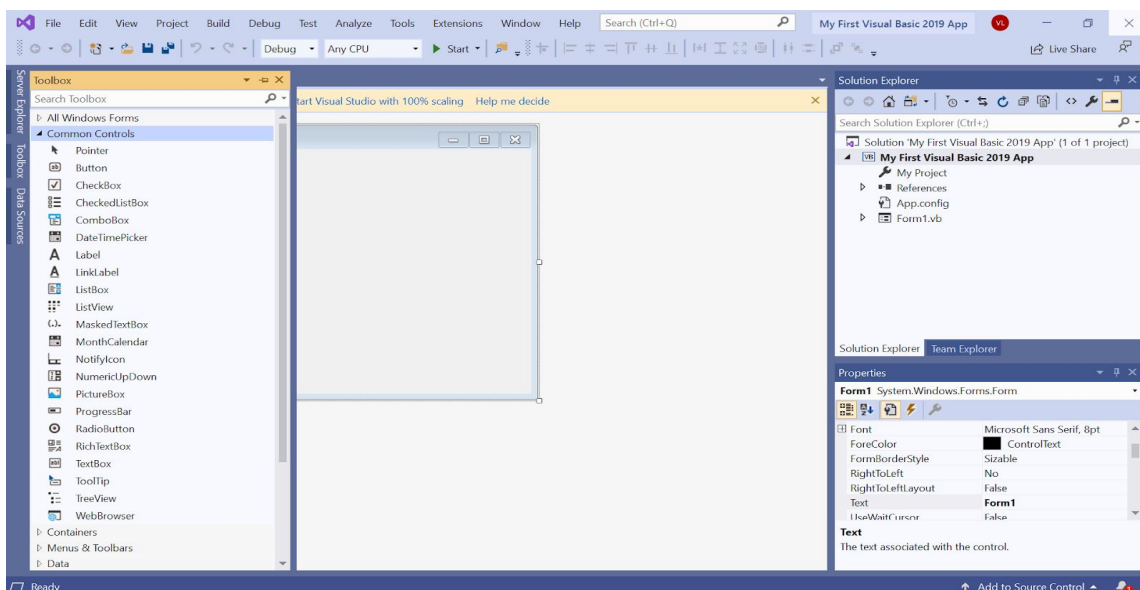 File Edit View Project Build Debug Test Analyze Tools Extensions Window Help Search (Ctrl+Q) My First Visual Basic 2019 App VL
Debug Any CPU Start Live Share
Server Explorer
Toolbox
Data Sources
Toolbox
Search Toolbox
All Windows Forms
Common Controls
Pointer
Button
CheckBox
CheckedListBox
ComboBox
DateTimePicker
Label
LinkLabel
ListBox
ListView
MaskedTextBox
MonthCalendar
NotifyIcon
NumericUpDown
PictureBox
ProgressBar
RadioButton
RichTextBox
TextBox
ToolTip
TreeView
WebBrowser
Containers
Menus & Toolbars
Data
tart Visual Studio with 100% scaling Help me decide
Solution Explorer
Search Solution Explorer (Ctrl+;)
Solution 'My First Visual Basic 2019 App' (1 of 1 project)
VB My First Visual Basic 2019 App
My Project
References
App.config
Form1.vb
Solution Explorer Team Explorer
Properties
Form1 System.Windows.Forms.Form
Font Microsoft Sans Serif, 8pt
ForeColor ControlText
FormBorderStyle Sizable
RightToLeft No
RightToLeftLayout False
Text Form1
UseWaitCursor False
Text
The text associated with the control.
Ready Add to Source Control